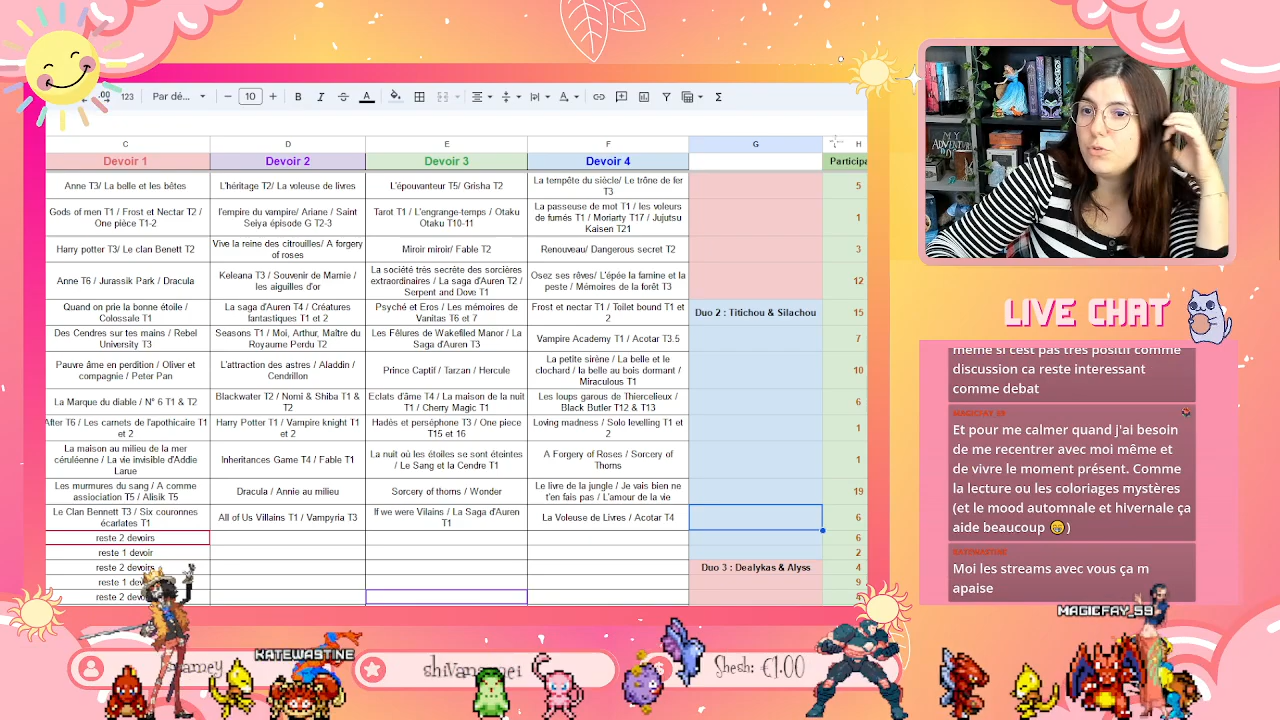 .00 123 Par dé... 10 B I A
C D E F G H
Devoir 1 Devoir 2 Devoir 3 Devoir 4 Participa
Anne T3/ La belle et les bêtes
L'héritage T2/ La voleuse de livres
L'épouvanteur T5/ Grisha T2
La tempête du siècle/ Le trône de fer
T3
5
Gods of men T1 / Frost et Nectar T2 /
One pièce T1-2
l'empire du vampire/ Ariane / Saint
Seiya épisode G T2-3
Tarot T1 / L'engrange-temps / Otaku
Otaku T10-11
La passeuse de mot T1 / les voleurs
de fumés T1 / Moriarty T17 / Jujutsu
Kaisen T21
1
Harry potter T3/ Le clan Benett T2
Vive la reine des citrouilles/ A forgery
of roses
Miroir miroir/ Fable T2
Renouveau/ Dangerous secret T2
3
Anne T6 / Jurassik Park / Dracula
Keleana T3 / Souvenir de Mamie /
les aiguilles d'or
La société très secrète des sorcières
extraordinaires / La saga d'Auren T2 /
Serpent and Dove T1
Osez ses rêves/ L'épée la famine et la
peste / Mémoires de la forêt T3
12
Quand on prie la bonne étoile /
Colossale T1
La saga d'Auren T4 / Créatures
fantastiques T1 et 2
Psyché et Eros / Les mémoires de
Vanitas T6 et 7
Frost et nectar T1 / Toilet bound T1 et
2
Duo 2 : Titichou & Silachou
15
Des Cendres sur tes mains / Rebel
University T3
Seasons T1 / Moi, Arthur, Maître du
Royaume Perdu T2
Les Fêlures de Wakefiled Manor / La
Saga d'Auren T3
Vampire Academy T1 / Acotar T3.5
7
Pauvre âme en perdition / Oliver et
compagnie / Peter Pan
L'attraction des astres / Aladdin /
Cendrillon
Prince Captif / Tarzan / Hercule
La petite sirène / La belle et le
clochard / la belle au bois dormant /
Miraculous T1
10
La Marque du diable / N° 6 T1 & T2
Blackwater T2 / Nomi & Shiba T1 &
T2
Eclats d'âme T4 / La maison de la nuit
T1 / Cherry Magic T1
Les loups garous de Thiercelieux /
Black Butler T12 & T13
6
After T6 / Les carnets de l'apothicaire T1
et 2
Harry Potter T1 / Vampire knight T1
et 2
Hadès et perséphone T3 / One piece
T15 et 16
Loving madness / Solo levelling T1 et
2
1
La maison au milieu de la mer
céruléenne / La vie invisible d'Addie
Larue
Inheritances Game T4 / Fable T1
La nuit où les étoiles se sont éteintes
/ Le Sang et la Cendre T1
A Forgery of Roses / Sorcery of
Thorns
1
Les murmures du sang / A comme
assiociation T5 / Alisik T5
Dracula / Annie au milieu
Sorcery of thorns / Wonder
Le livre de la jungle / Je vais bien ne
t'en fais pas / L'amour de la vie
19
Le Clan Bennett T3 / Six couronnes
écarlates T1
All of Us Villains T1 / Vampyria T3
If we were Vilains / La Saga d'Auren
T1
La Voleuse de Livres / Acotar T4
6
reste 2 devoirs 6
reste 1 devoir 2
reste 2 devoirs Duo 3 : Dealykas & Alyss 4
reste 1 devoir 9
reste 2 devoirs
MY
ADVENTURE
LIVE CHAT
même si c'est pas très positif comme
discussion ca reste interessant
comme debat
MAGICFAY_59
Et pour me calmer quand j'ai besoin
de me recentrer avec moi même et
de vivre le moment présent. Comme
la lecture ou les coloriages mystères
(et le mood automnale et hivernale ça
aide beaucoup 😁)
KATEWASTINE
Moi les streams avec vous ça m
apaise
MAGICFAY_59
KATEWASTINE
Shesh: €1.00